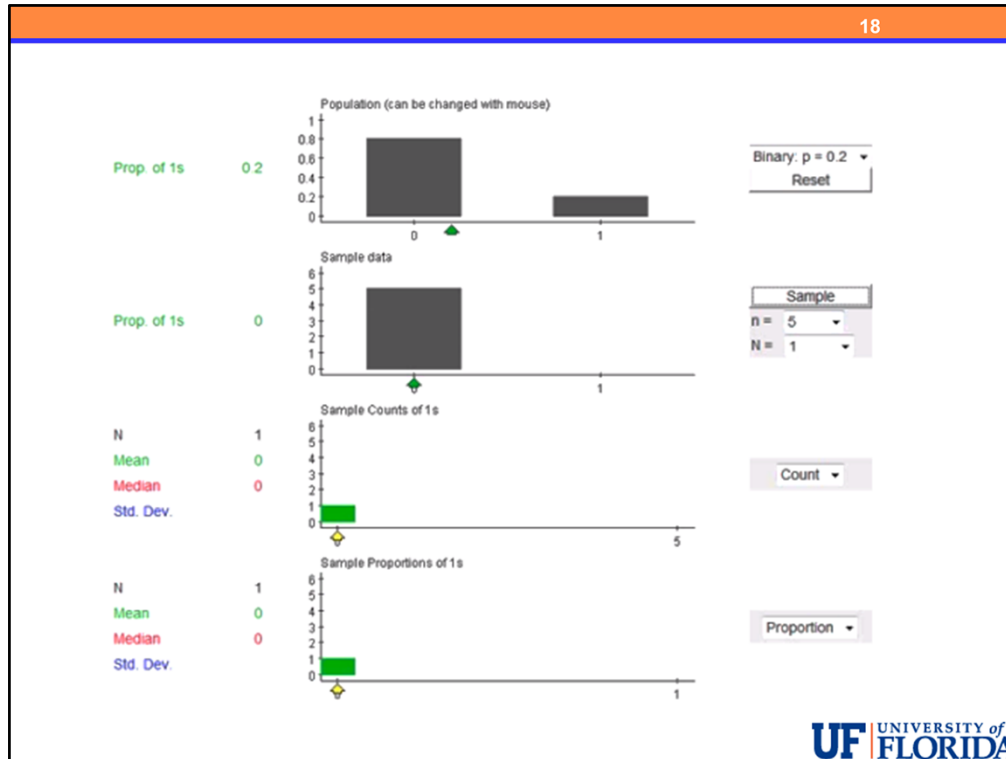 18
Population (can be changed with mouse)
1
0.8
0.6
0.4
0.2
0
0 1
Prop. of 1s 0.2
Binary: p = 0.2
Reset
Sample data
6
5
4
3
2
1
0
0 1
Prop. of 1s 0
Sample
n = 5
N = 1
Sample Counts of 1s
6
5
4
3
2
1
0
0 5
N 1
Mean 0
Median 0
Std. Dev.
Count
Sample Proportions of 1s
6
5
4
3
2
1
0
0 1
N 1
Mean 0
Median 0
Std. Dev.
Proportion
UF UNIVERSITY of
FLORIDA